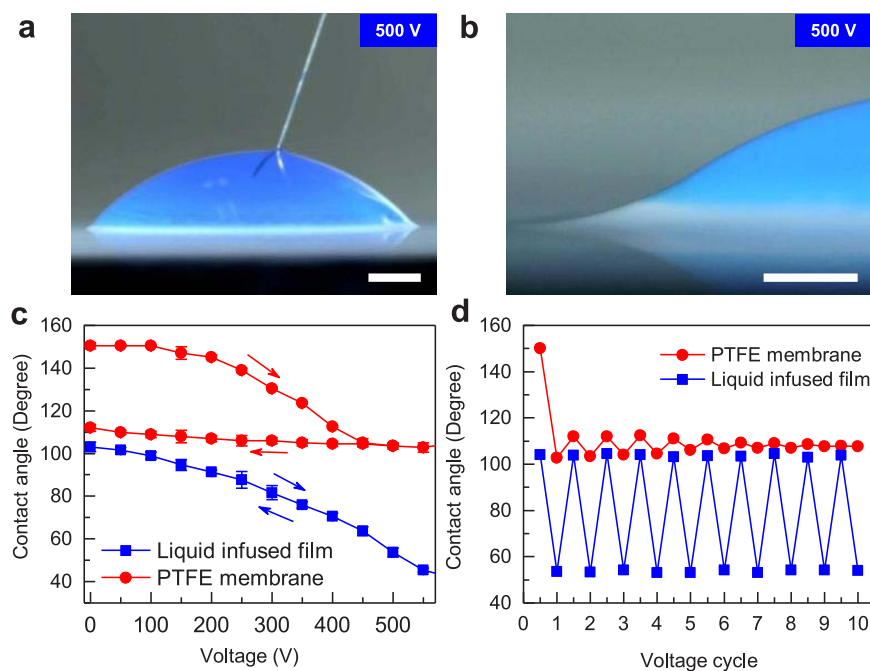 a
500 V
b
500 V
c
160
140
120
100
80
60
40
Contact angle (Degree)
0
100
200
300
400
500
Voltage (V)
Liquid infused film
PTFE membrane
d
160
140
120
100
80
60
40
Contact angle (Degree)
0
1
2
3
4
5
6
7
8
9
10
Voltage cycle
PTFE membrane
Liquid infused film